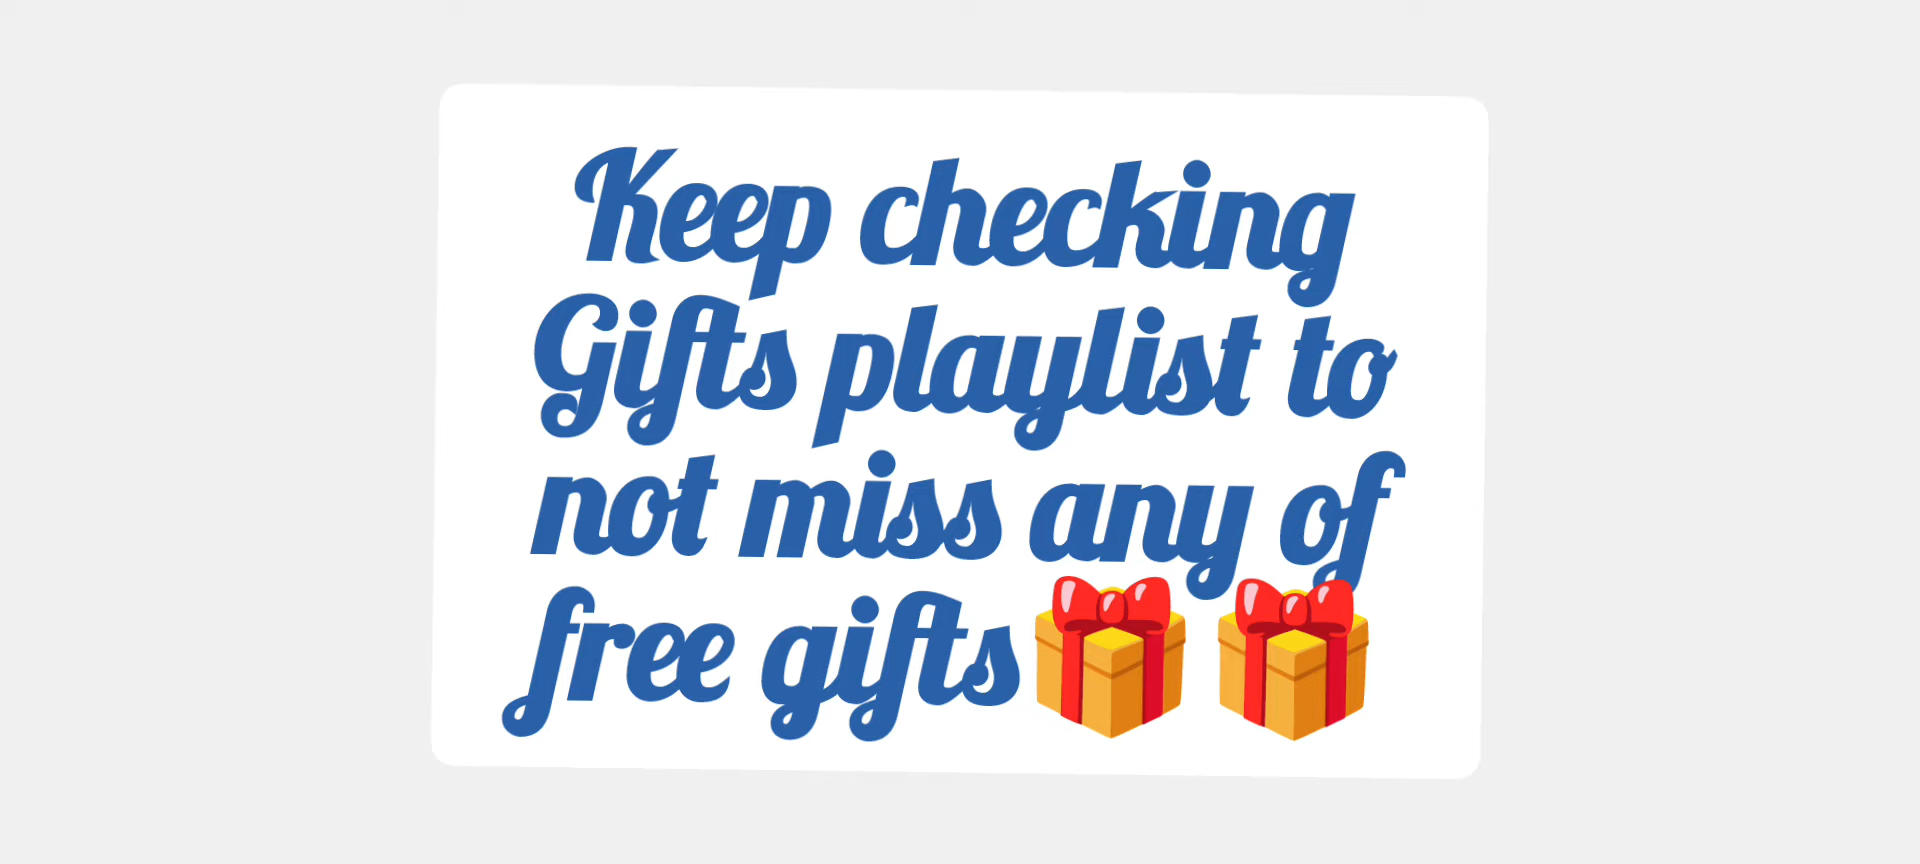 Keep checking
Gifts playlist to
not miss any of
free gifts🎁 🎁